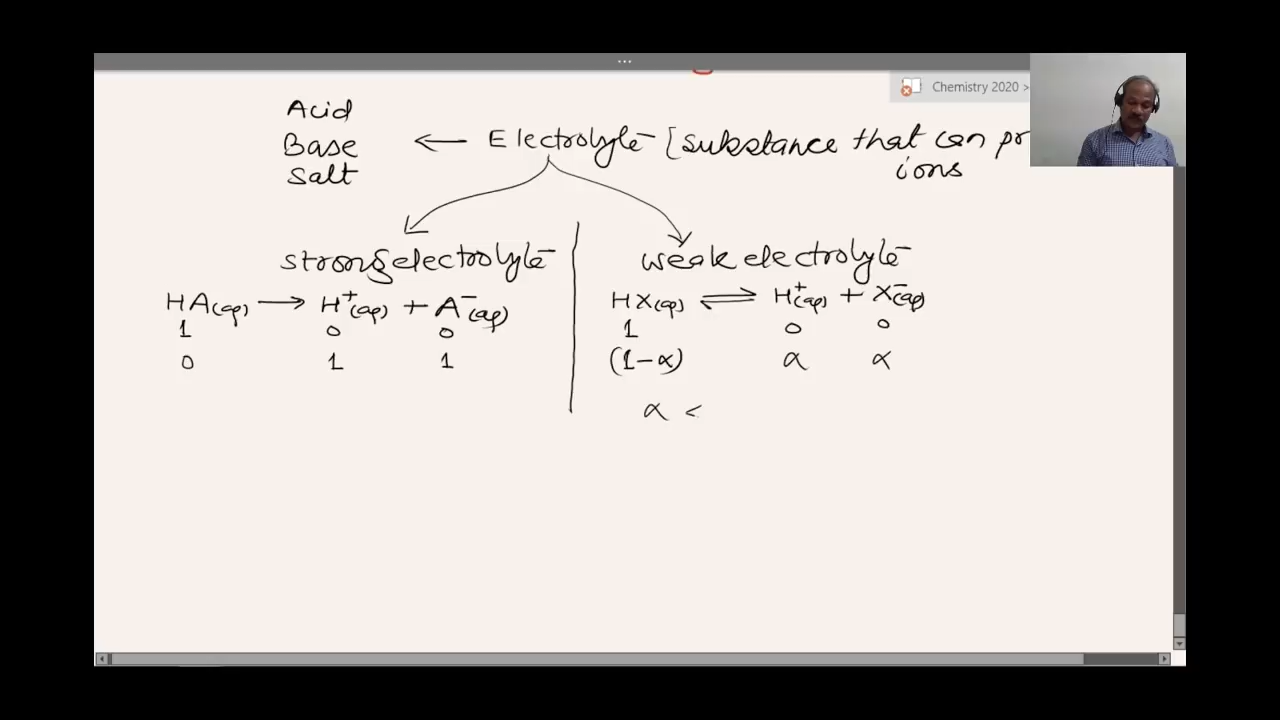 ...
Chemistry 2020 >
Acid
Base ← Electrolyte [substance that can pr
Salt ions
strong electrolyte weak electrolyte
HA(aq) → H⁺(aq) + A⁻(aq) HX(aq) ⇌ H⁺(aq) + X⁻(aq)
1 0 0 1 0 0
0 1 1 (1-α) α α
α <